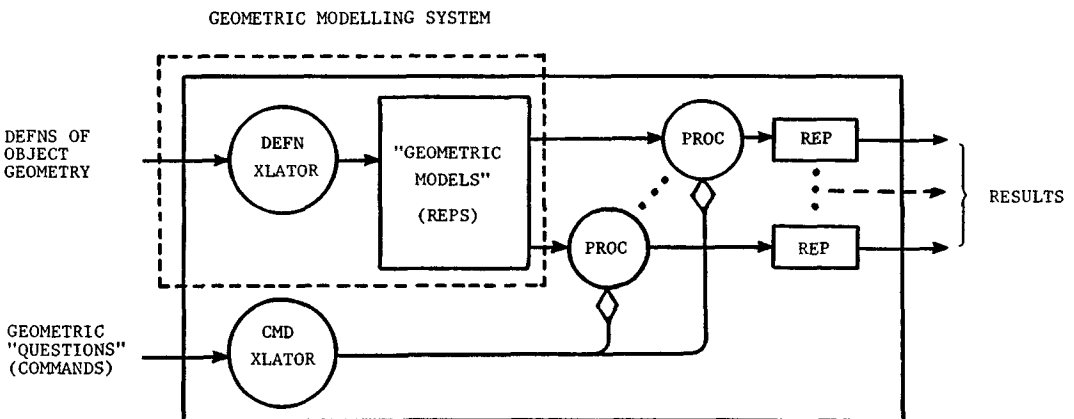 GEOMETRIC MODELLING SYSTEM
DEFNS OF
OBJECT
GEOMETRY
DEFN
XLATOR
"GEOMETRIC
MODELS"
(REPS)
PROC
REP
PROC
REP
RESULTS
GEOMETRIC
"QUESTIONS"
(COMMANDS)
CMD
XLATOR